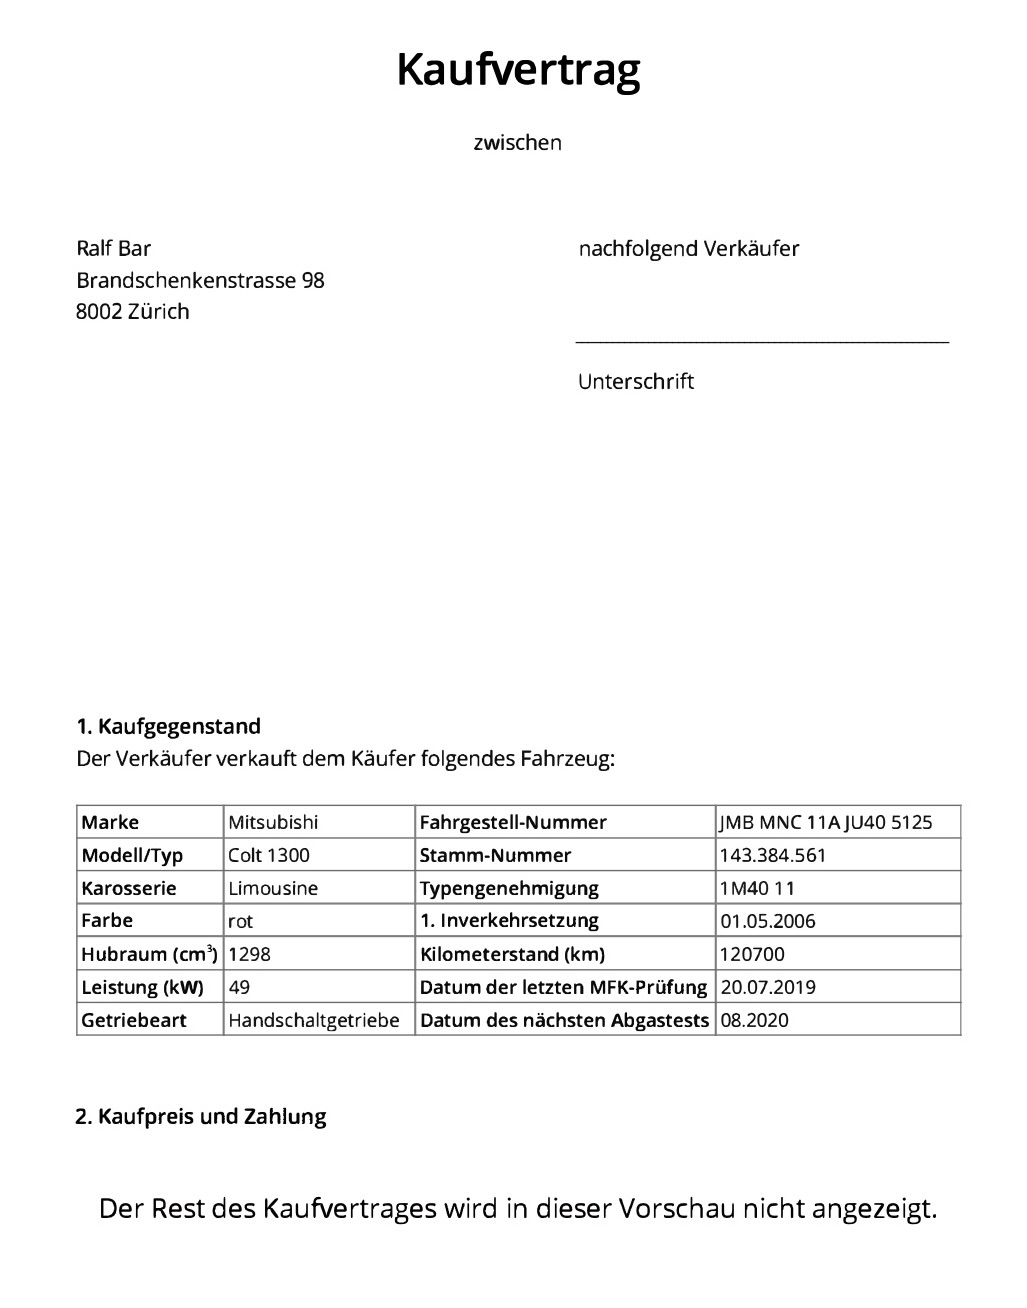 Kaufvertrag
zwischen
Ralf Bar
Brandschenkenstrasse 98
8002 Zürich
nachfolgend Verkäufer
Unterschrift
1. Kaufgegenstand
Der Verkäufer verkauft dem Käufer folgendes Fahrzeug:
Marke Mitsubishi Fahrgestell-Nummer JMB MNC 11A JU40 5125
Modell/Typ Colt 1300 Stamm-Nummer 143.384.561
Karosserie Limousine Typengenehmigung 1M40 11
Farbe rot 1. Inverkehrsetzung 01.05.2006
Hubraum (cm³) 1298 Kilometerstand (km) 120700
Leistung (kW) 49 Datum der letzten MFK-Prüfung 20.07.2019
Getriebeart Handschaltgetriebe Datum des nächsten Abgastests 08.2020
2. Kaufpreis und Zahlung
Der Rest des Kaufvertrages wird in dieser Vorschau nicht angezeigt.